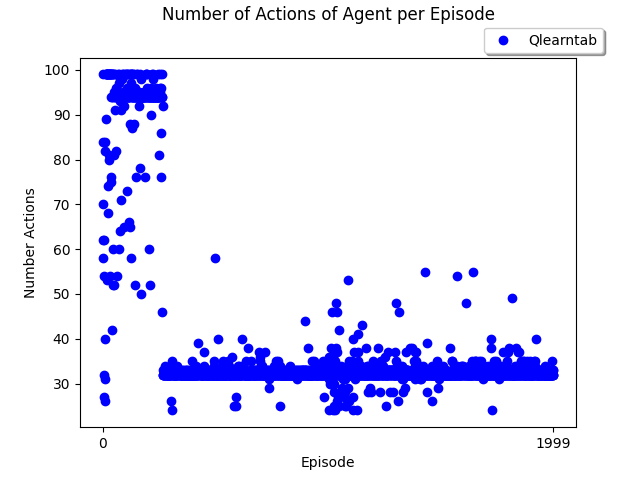 Number of Actions of Agent per Episode
Qlearntab
100
90
80
70
60
50
40
30
Number Actions
0
1999
Episode